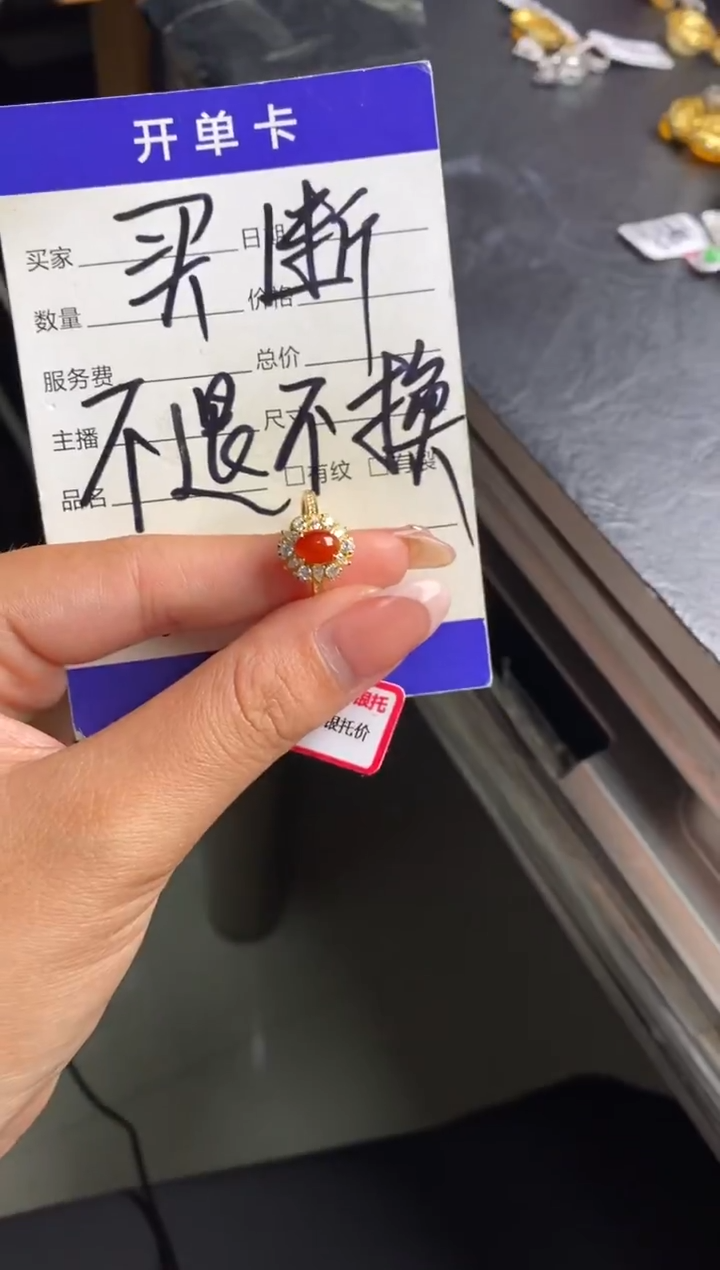 开单卡
买断
买家 日期
数量 价格
服务费 总价
不退不换
主播 尺寸
品名 □有纹 □有裂
银托
银托价